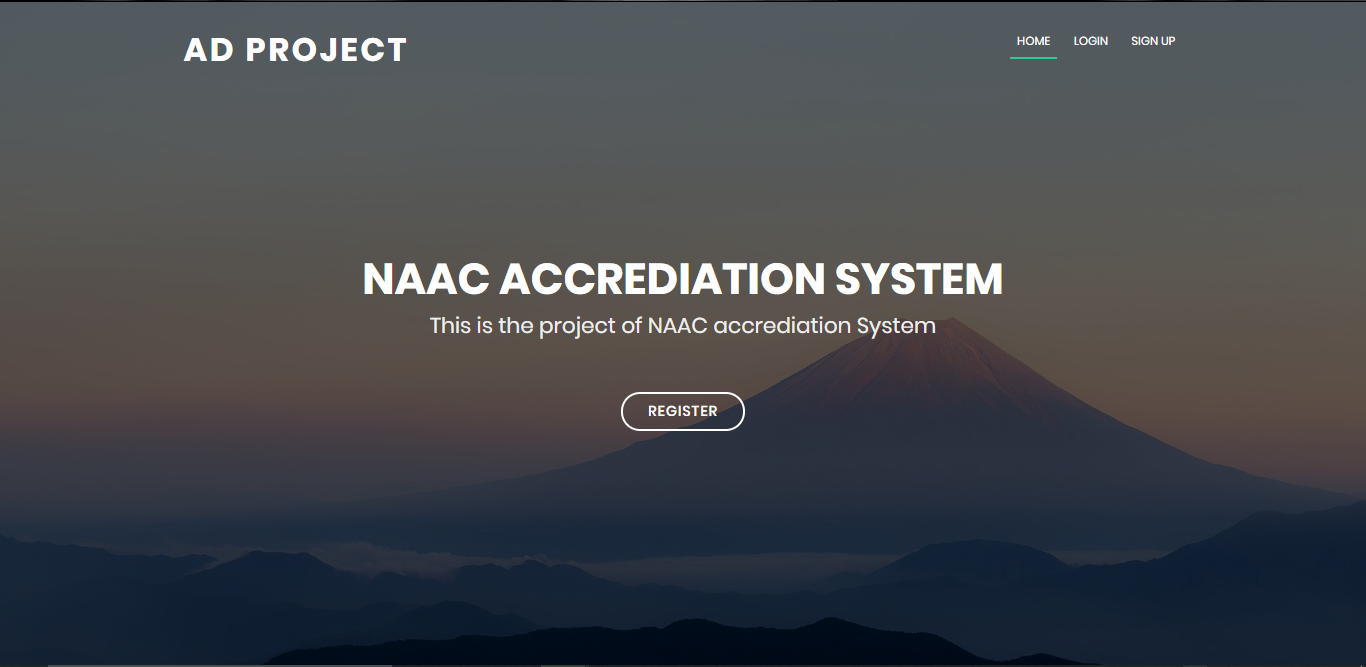 AD PROJECT
HOME LOGIN SIGN UP
NAAC ACCREDIATION SYSTEM
This is the project of NAAC accrediation System
REGISTER